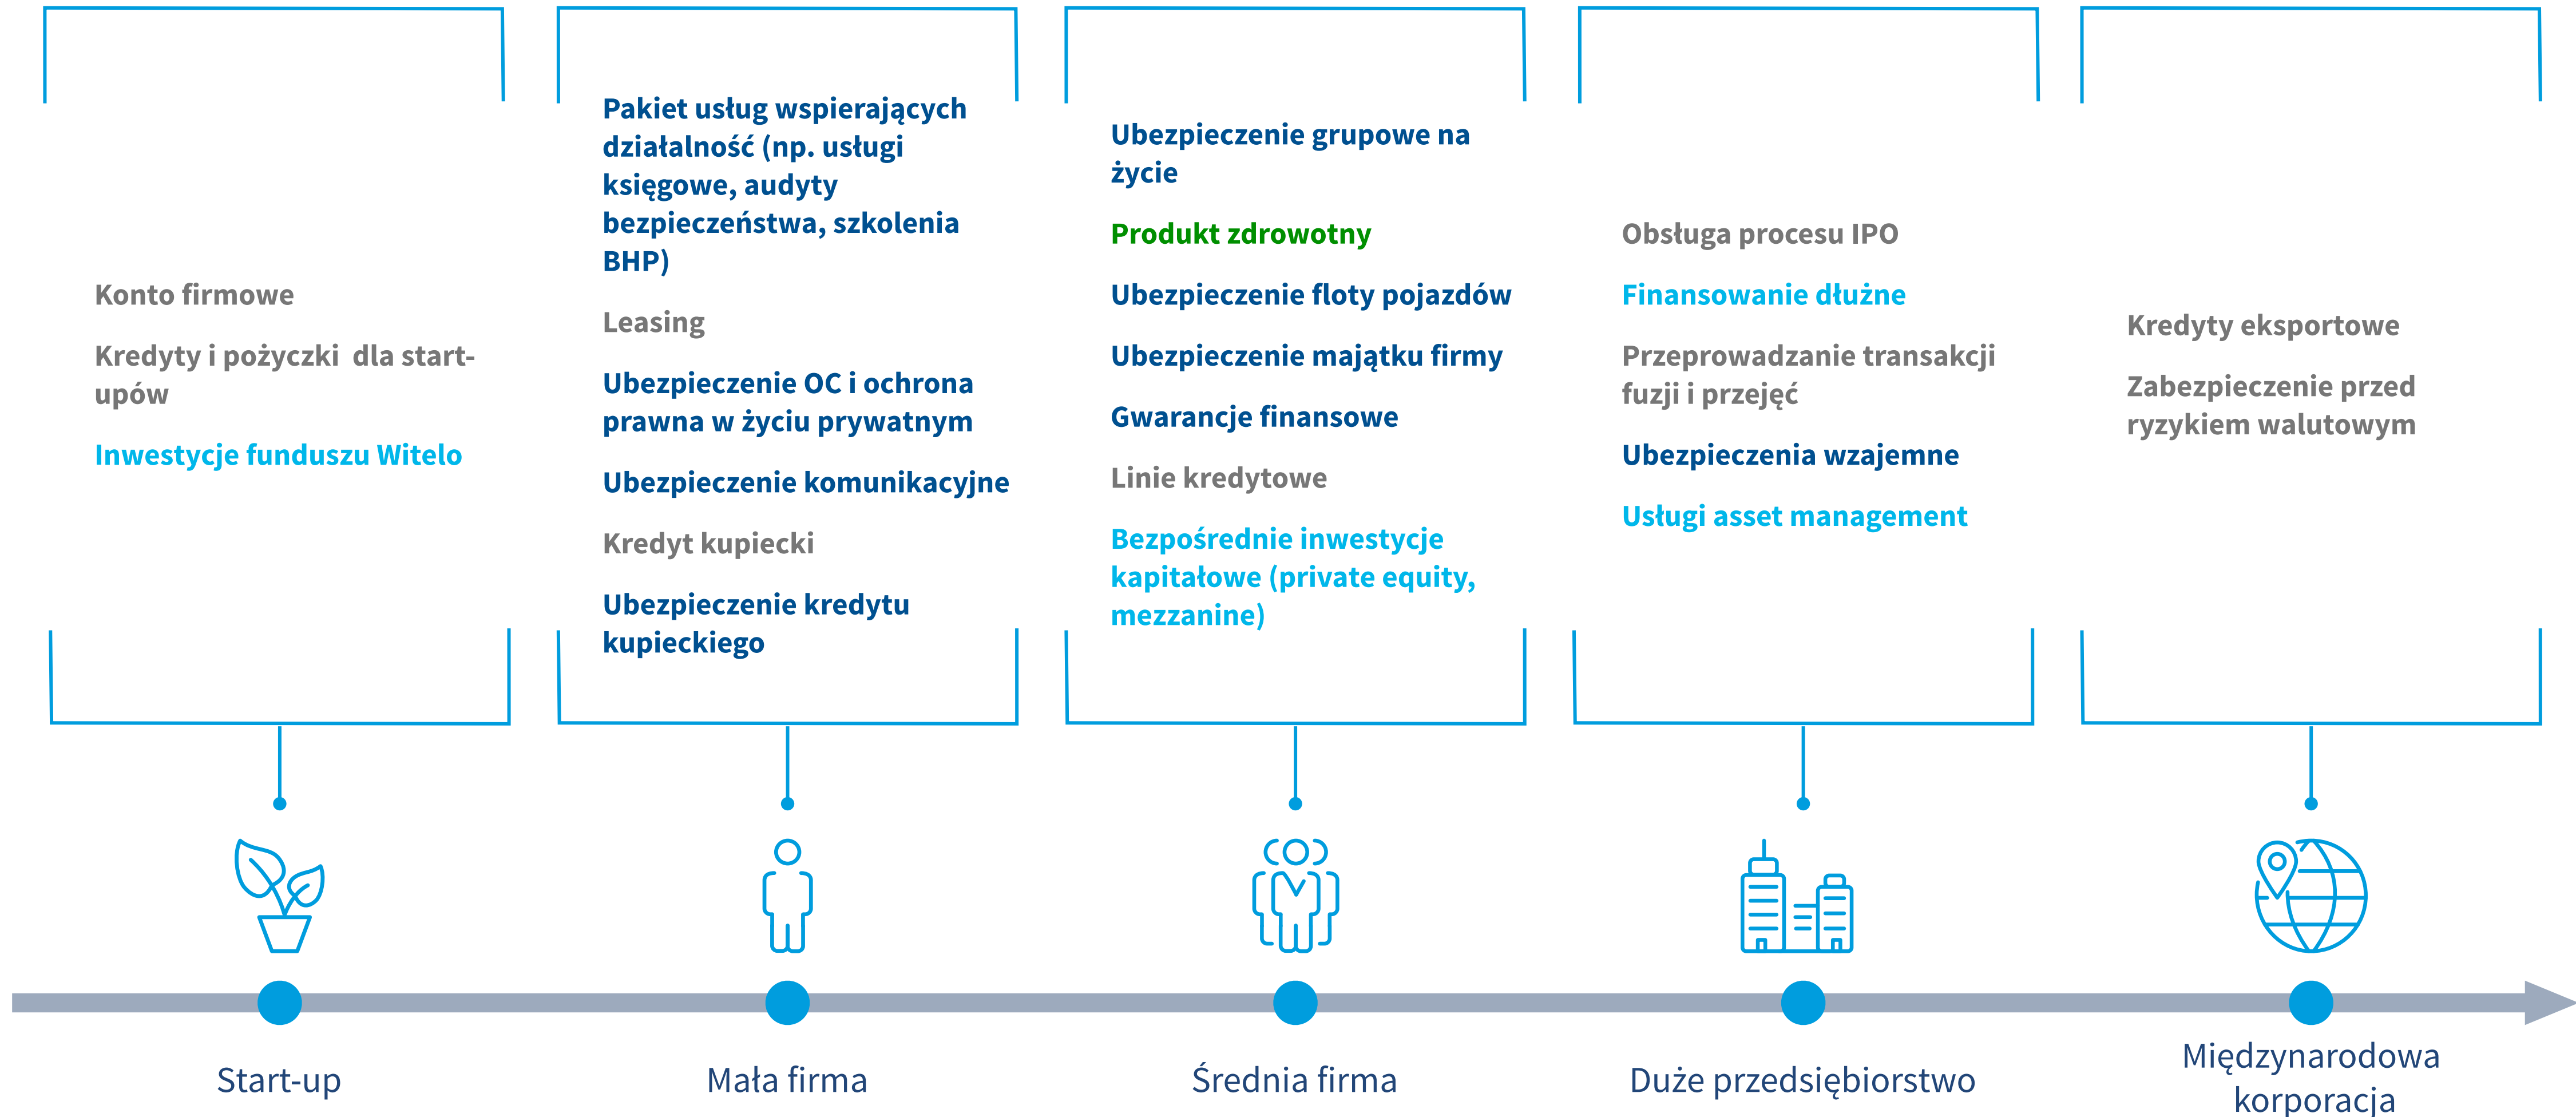 Konto firmowe
Kredyty i pożyczki  dla start-
upów
Inwestycje funduszu Witelo
Pakiet usług wspierających
działalność (np. usługi
księgowe, audyty
bezpieczeństwa, szkolenia
BHP)
Leasing
Ubezpieczenie OC i ochrona
prawna w życiu prywatnym
Ubezpieczenie komunikacyjne
Kredyt kupiecki
Ubezpieczenie kredytu
kupieckiego
Ubezpieczenie grupowe na
życie
Produkt zdrowotny
Ubezpieczenie floty pojazdów
Ubezpieczenie majątku firmy
Gwarancje finansowe
Linie kredytowe
Bezpośrednie inwestycje
kapitałowe (private equity,
mezzanine)
Obsługa procesu IPO
Finansowanie dłużne
Przeprowadzanie transakcji
fuzji i przejęć
Ubezpieczenia wzajemne
Usługi asset management
Kredyty eksportowe
Zabezpieczenie przed
ryzykiem walutowym
Start-up
Mała firma
Średnia firma
Duże przedsiębiorstwo
Międzynarodowa
korporacja